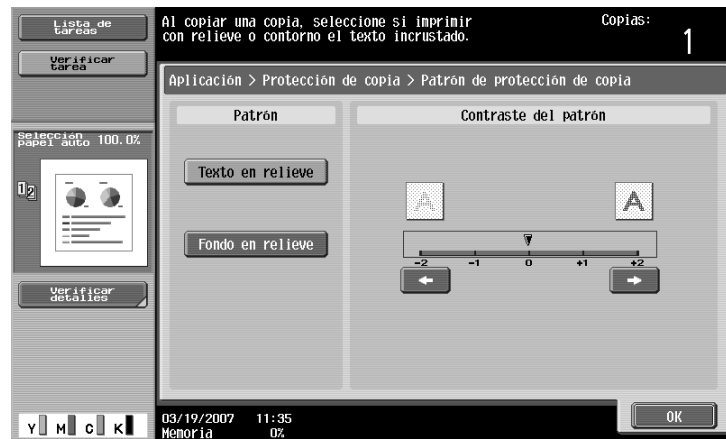 Lista de
tareas
Verificar
tarea
Al copiar una copia, seleccione si imprimir
con relieve o contorno el texto incrustado.
Copias:
1
Aplicación > Protección de copia > Patrón de protección de copia
Selección
papel auto 100.0%
12
Verificar
detalles
Patrón
Texto en relieve
Fondo en relieve
Contraste del patrón
A A
-2 -1 0 +1 +2
Y M C K
03/19/2007 11:35
Memoria 0%
OK